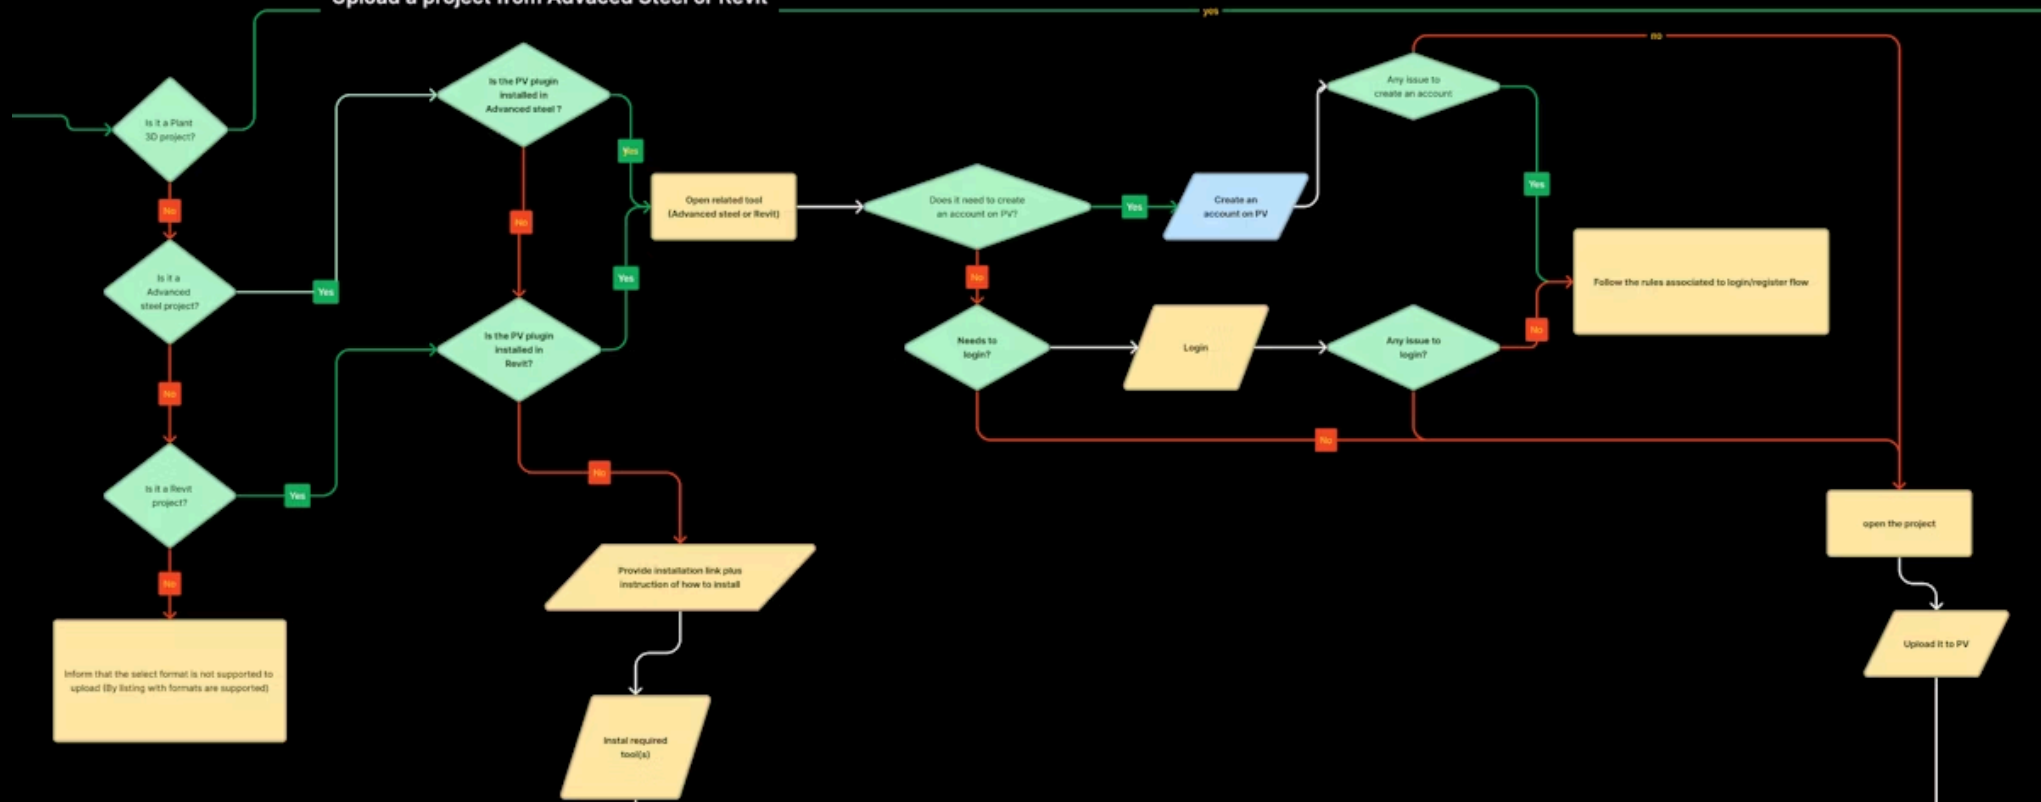 Upload a project from Advaced Steel or Revit
yes
no
Is it a Plant
3D project?
No
Is it a
Advanced
steel project?
Yes
No
Is it a Revit
project?
Yes
No
Inform that the select format is not supported to
upload (By listing with formats are supported)
Is the PV plugin
installed in
Advanced steel ?
Yes
No
Is the PV plugin
installed in
Revit?
Yes
No
Provide installation link plus
instruction of how to install
Instal required
tool(s)
Open related tool
(Advanced steel or Revit)
Does it need to create
an account on PV?
Yes
No
Create an
account on PV
Any issue to
create an account
Yes
Needs to
login?
Login
Any issue to
login?
No
Follow the rules associated to login/register flow
No
open the project
Upload it to PV